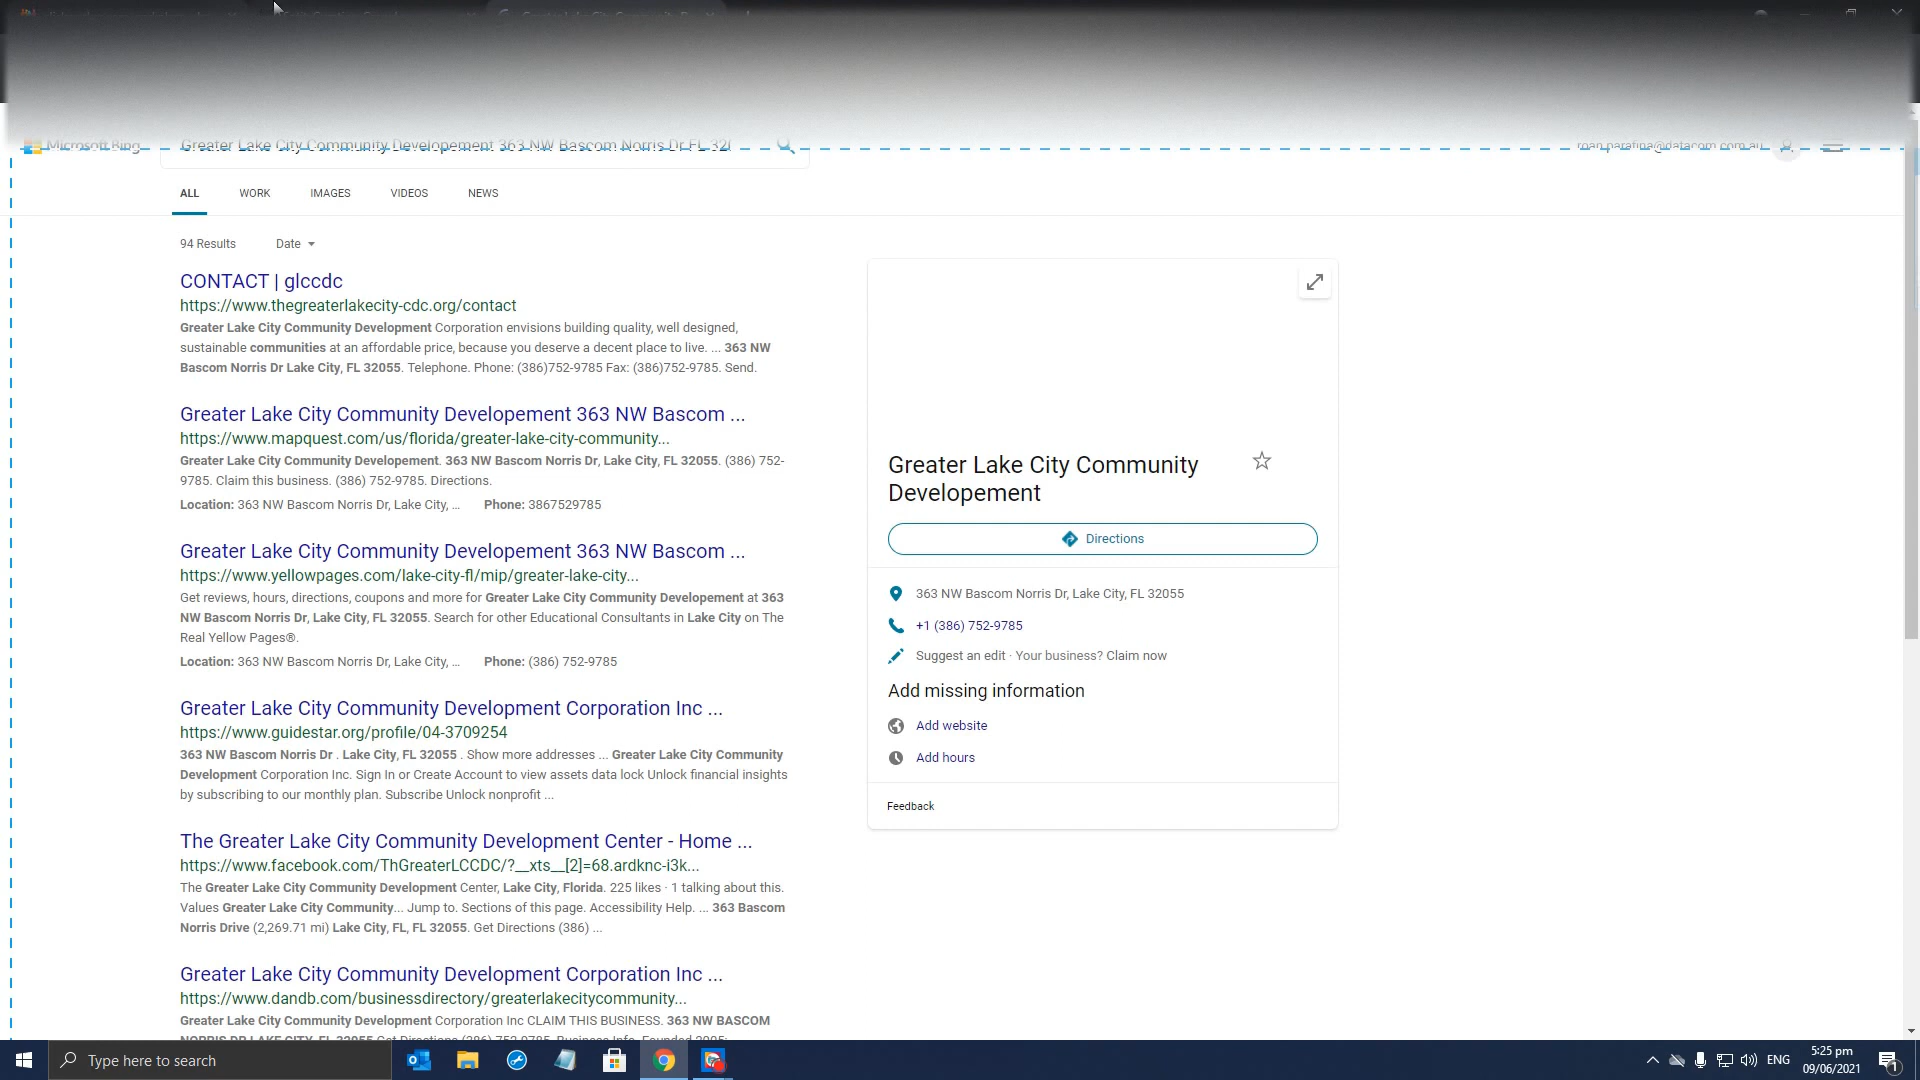 Microsoft Bing
Greater Lake City Community Developement 363 NW Bascom Norris Dr FL 32
ALL WORK IMAGES VIDEOS NEWS
94 Results Date
CONTACT | glccdc
https://www.thegreaterlakecity-cdc.org/contact
Greater Lake City Community Development Corporation envisions building quality, well designed,
sustainable communities at an affordable price, because you deserve a decent place to live. ... 363 NW
Bascom Norris Dr Lake City, FL 32055. Telephone. Phone: (386)752-9785 Fax: (386)752-9785. Send.
Greater Lake City Community Developement 363 NW Bascom ...
https://www.mapquest.com/us/florida/greater-lake-city-community...
Greater Lake City Community Developement. 363 NW Bascom Norris Dr, Lake City, FL 32055. (386) 752-
9785. Claim this business. (386) 752-9785. Directions.
Location: 363 NW Bascom Norris Dr, Lake City, ... Phone: 3867529785
Greater Lake City Community Developement 363 NW Bascom ...
https://www.yellowpages.com/lake-city-fl/mip/greater-lake-city...
Get reviews, hours, directions, coupons and more for Greater Lake City Community Developement at 363
NW Bascom Norris Dr, Lake City, FL 32055. Search for other Educational Consultants in Lake City on The
Real Yellow Pages®.
Location: 363 NW Bascom Norris Dr, Lake City, ... Phone: (386) 752-9785
Greater Lake City Community Development Corporation Inc ...
https://www.guidestar.org/profile/04-3709254
363 NW Bascom Norris Dr . Lake City, FL 32055 . Show more addresses ... Greater Lake City Community
Development Corporation Inc. Sign In or Create Account to view assets data lock Unlock financial insights
by subscribing to our monthly plan. Subscribe Unlock nonprofit ...
The Greater Lake City Community Development Center - Home ...
https://www.facebook.com/ThGreaterLCCDC/?__xts__[2]=68.ardknc-i3k...
The Greater Lake City Community Development Center, Lake City, Florida. 225 likes · 1 talking about this.
Values Greater Lake City Community... Jump to. Sections of this page. Accessibility Help. ... 363 Bascom
Norris Drive (2,269.71 mi) Lake City, FL, FL 32055. Get Directions (386) ...
Greater Lake City Community Development Corporation Inc ...
https://www.dandb.com/businessdirectory/greaterlakecitycommunity...
Greater Lake City Community Development Corporation Inc CLAIM THIS BUSINESS. 363 NW BASCOM
Greater Lake City Community
Developement
Directions
363 NW Bascom Norris Dr, Lake City, FL 32055
+1 (386) 752-9785
Suggest an edit · Your business? Claim now
Add missing information
Add website
Add hours
Feedback
Type here to search
ENG
5:25 pm
09/06/2021
1